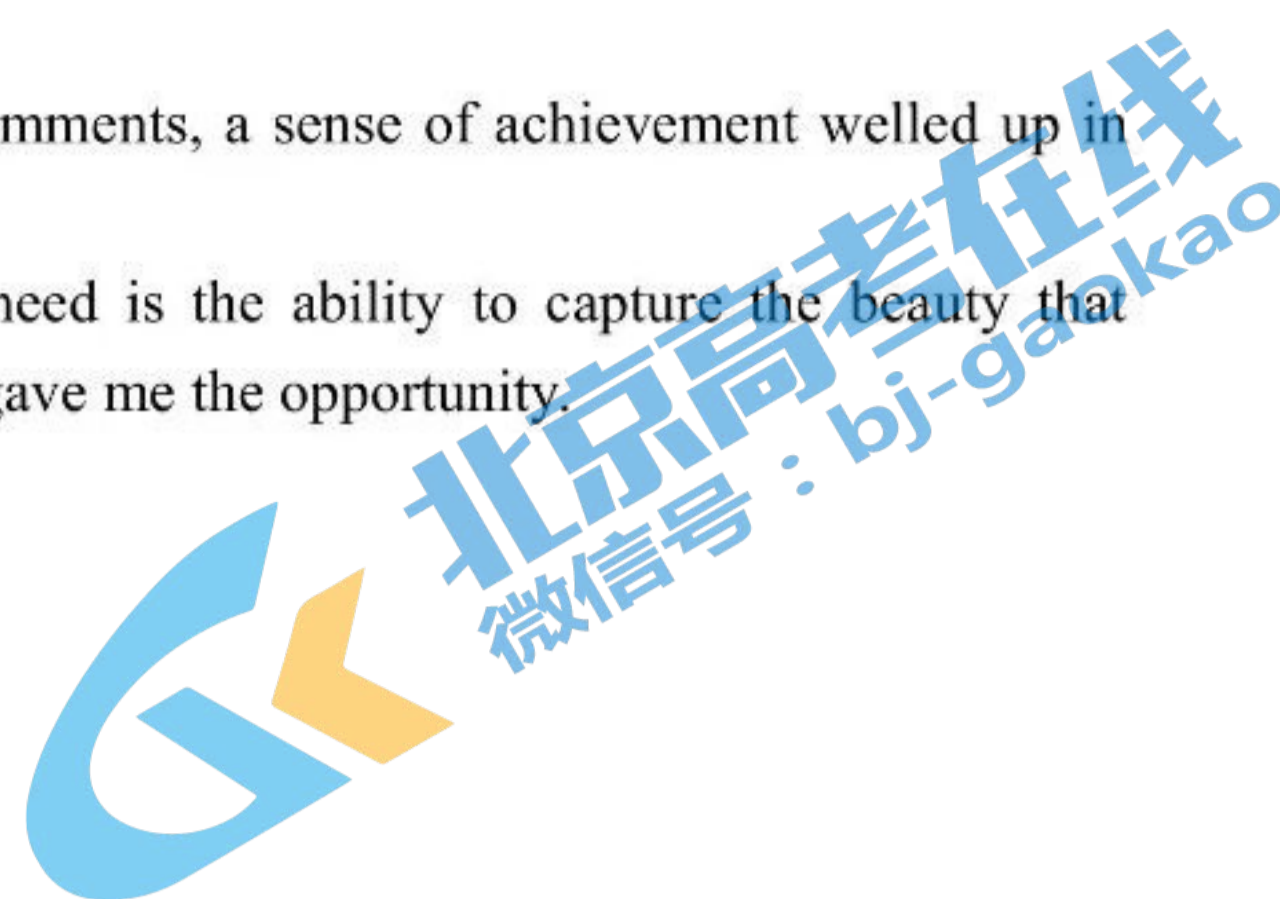 mments, a sense of achievement welled up in
need is the ability to capture the beauty that
gave me the opportunity.
北京高考在线
微信号：bj-gaokao